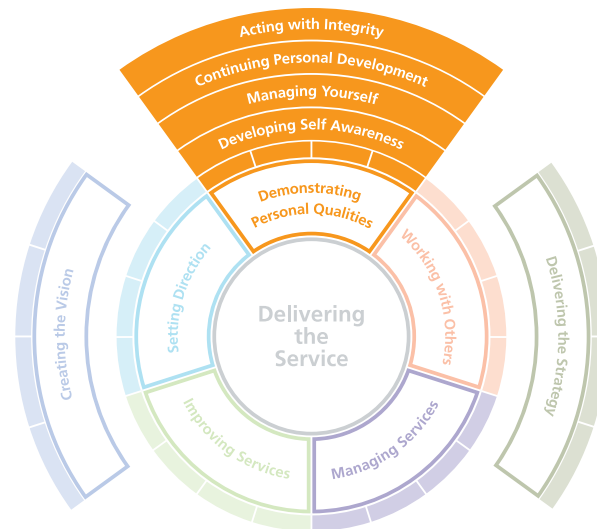 Acting with Integrity
Continuing Personal Development
Managing Yourself
Developing Self Awareness
Demonstrating
Personal Qualities
Setting Direction
Working with Others
Delivering
the
Service
Creating the Vision
Delivering the Strategy
Improving Services
Managing Services